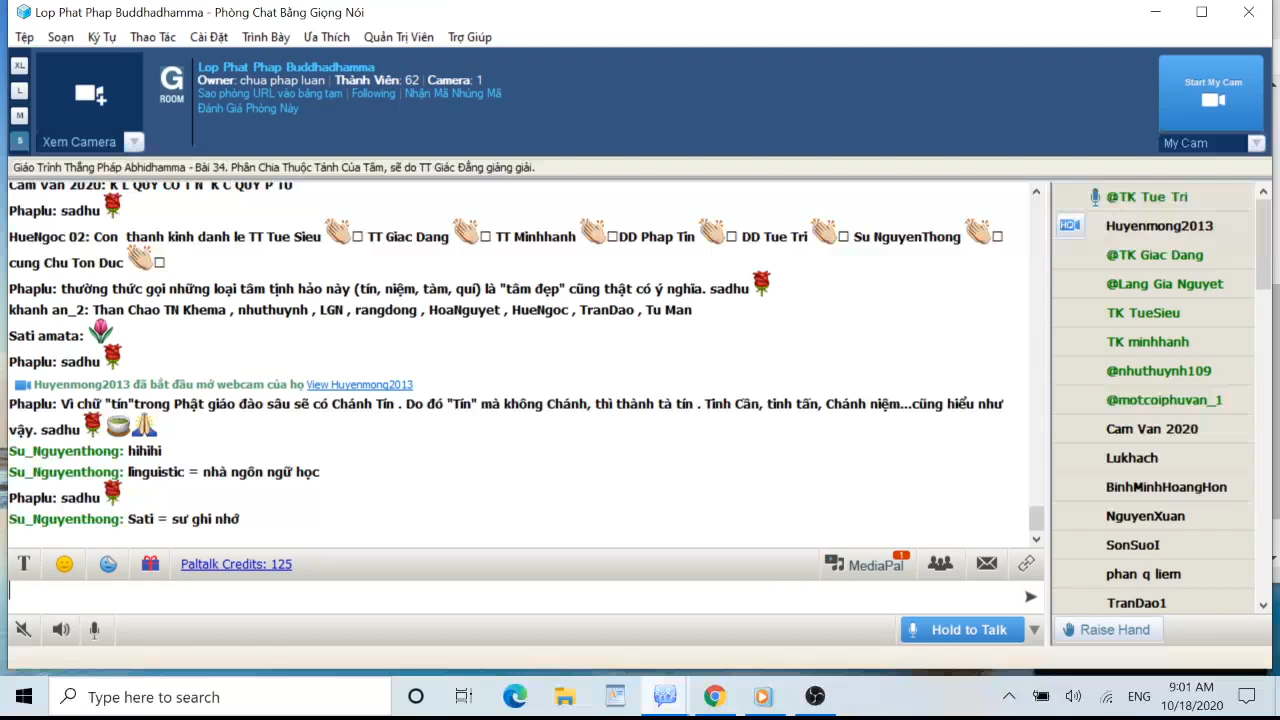 Lop Phat Phap Buddhadhamma - Phòng Chat Bằng Giọng Nói
Tệp Soạn Ký Tự Thao Tác Cài Đặt Trình Bày Ưa Thích Quản Trị Viên Trợ Giúp
XL
L
M
S
Xem Camera
G
ROOM
Lop Phat Phap Buddhadhamma
Owner: chua phap luan | Thành Viên: 62 | Camera: 1
Sao phòng URL vào bảng tạm | Following | Nhận Mã Nhúng Mã
Đánh Giá Phòng Này
Start My Cam
My Cam
Giáo Trình Thắng Pháp Abhidhamma - Bài 34. Phân Chia Thuộc Tánh Của Tâm, sẽ do TT Giác Đẳng giảng giải.
Cam Van 2020: K L QUY CO T N K C QUY P TU
Phaplu: sadhu
HueNgoc 02: Con thanh kinh danh le TT Tue Sieu TT Giac Dang TT Minhhanh DD Phap Tin DD Tue Tri Su NguyenThong
cung Chu Ton Duc
Phaplu: thường thức gọi những loại tâm tịnh hảo này (tín, niệm, tàm, quí) là "tâm đẹp" cũng thật có ý nghĩa. sadhu
khanh an_2: Than Chao TN Khema , nhuthuynh , LGN , rangdong , HoaNguyet , HueNgoc , TranDao , Tu Man
Sati amata:
Phaplu: sadhu
Huyenmong2013 đã bắt đầu mở webcam của họ View Huyenmong2013
Phaplu: Vì chữ "tín"trong Phật giáo đào sâu sẽ có Chánh Tín . Do đó "Tín" mà không Chánh, thì thành tà tín . Tinh Cần, tinh tấn, Chánh niệm...cũng hiểu như
vậy. sadhu
Su_Nguyenthong: hihihi
Su_Nguyenthong: linguistic = nhà ngôn ngữ học
Phaplu: sadhu
Su_Nguyenthong: Sati = sư ghi nhớ
@TK Tue Tri
HD Huyenmong2013
@TK Giac Dang
@Lang Gia Nguyet
TK TueSieu
TK minhhanh
@nhuthuynh109
@motcoiphuvan_1
Cam Van 2020
Lukhach
BinhMinhHoangHon
NguyenXuan
SonSuoI
phan q liem
TranDao1
T
Paltalk Credits: 125
MediaPal
1
Hold to Talk
Raise Hand
Type here to search
ENG
9:01 AM
10/18/2020